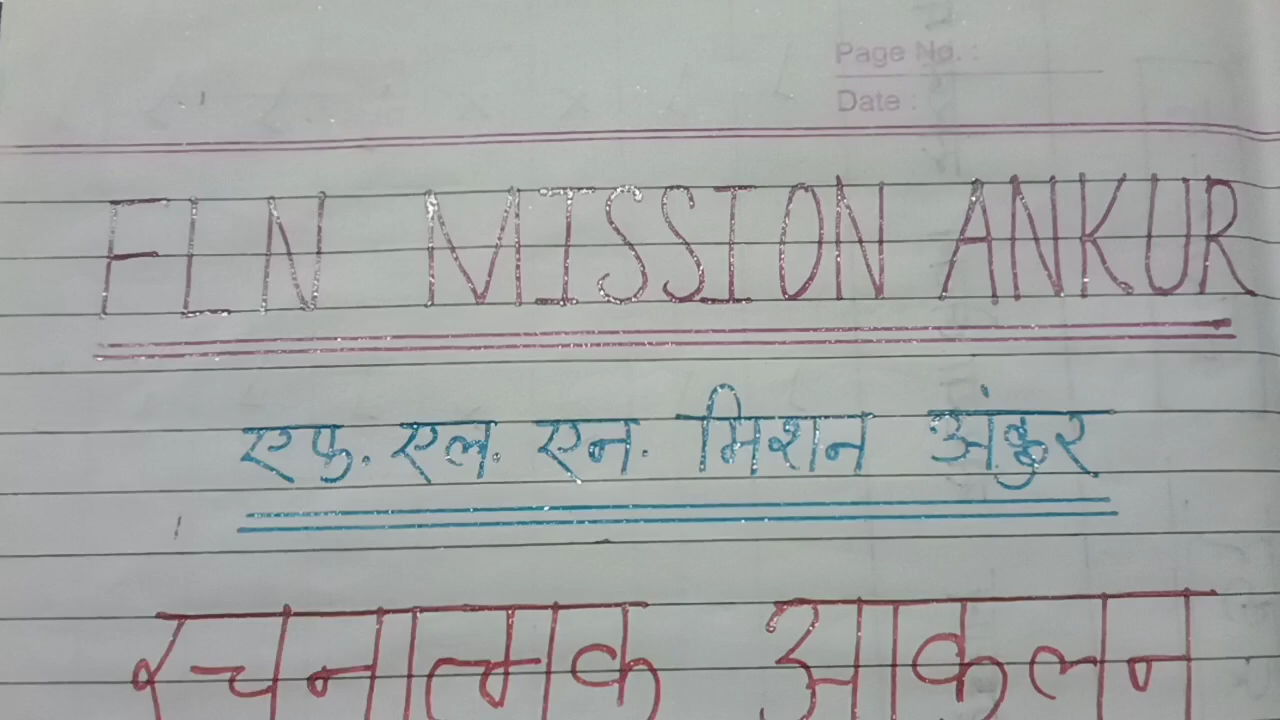 Page No. :
Date :
FLN MISSION ANKUR
एफ. एल. एन. मिशन अंकुर
रचनात्मक आकलन